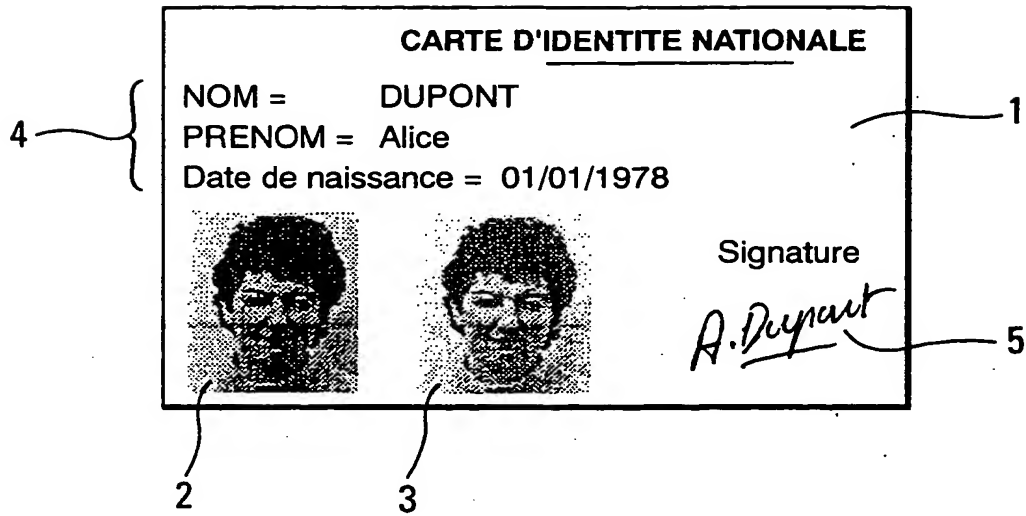 CARTE D'IDENTITE NATIONALE
NOM = DUPONT
PRENOM = Alice
Date de naissance = 01/01/1978
4
1
Signature
A. Dupont
5
2
3